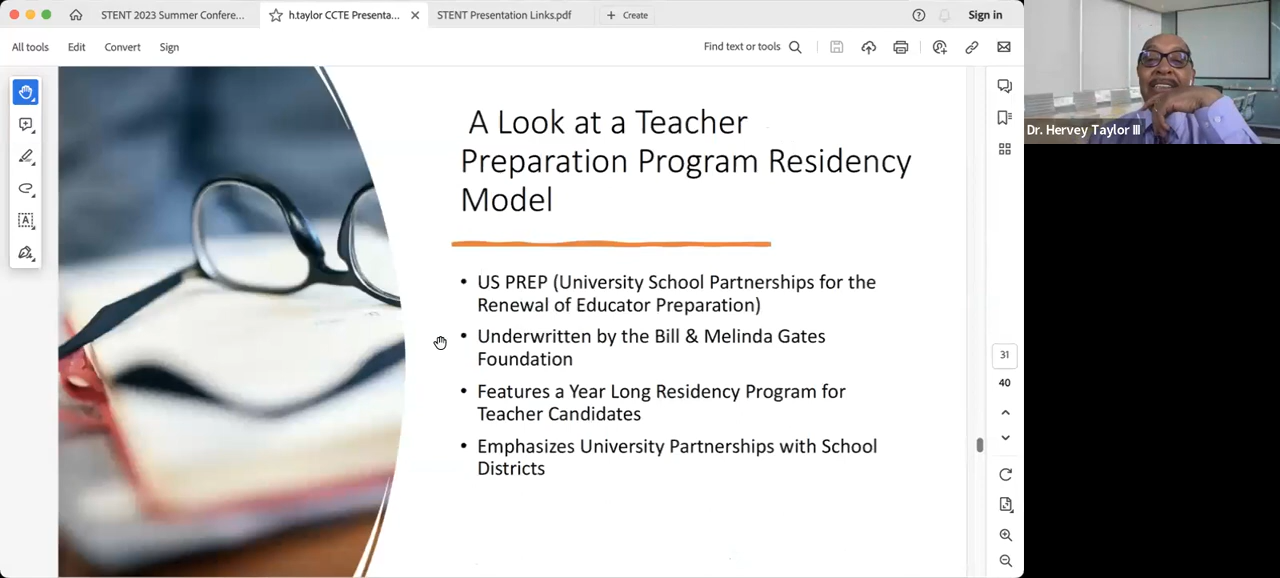 STENT 2023 Summer Confere...
h.taylor CCTE Presenta...
STENT Presentation Links.pdf
+ Create
Sign in
All tools
Edit
Convert
Sign
Find text or tools
A Look at a Teacher
Preparation Program Residency
Model
• US PREP (University School Partnerships for the
Renewal of Educator Preparation)
• Underwritten by the Bill & Melinda Gates
Foundation
• Features a Year Long Residency Program for
Teacher Candidates
• Emphasizes University Partnerships with School
Districts
31
40
Dr. Hervey Taylor III